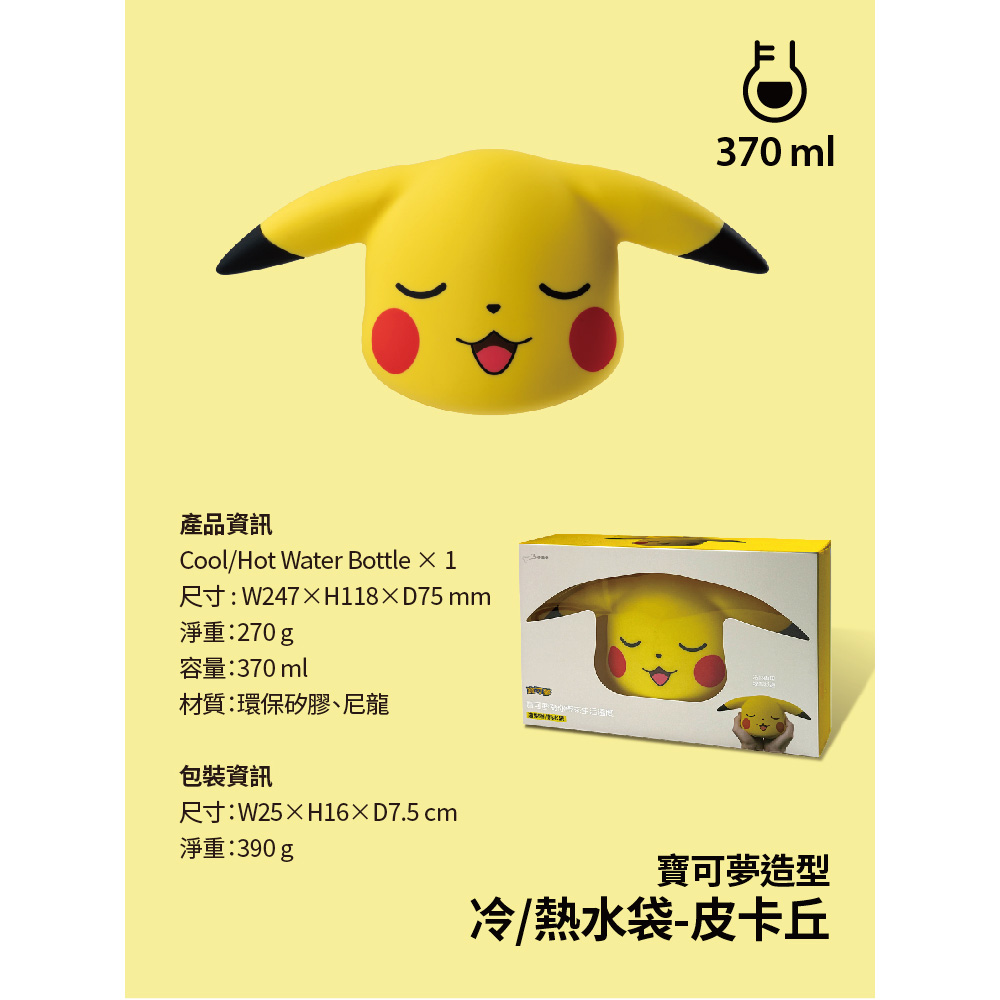 370 ml
產品資訊
Cool/Hot Water Bottle × 1
尺寸 : W247×H118×D75 mm
淨重:270 g
容量:370 ml
材質:環保矽膠、尼龍
寶可夢
包裝資訊
尺寸:W25×H16×D7.5 cm
淨重:390 g
寶可夢造型
冷/熱水袋-皮卡丘